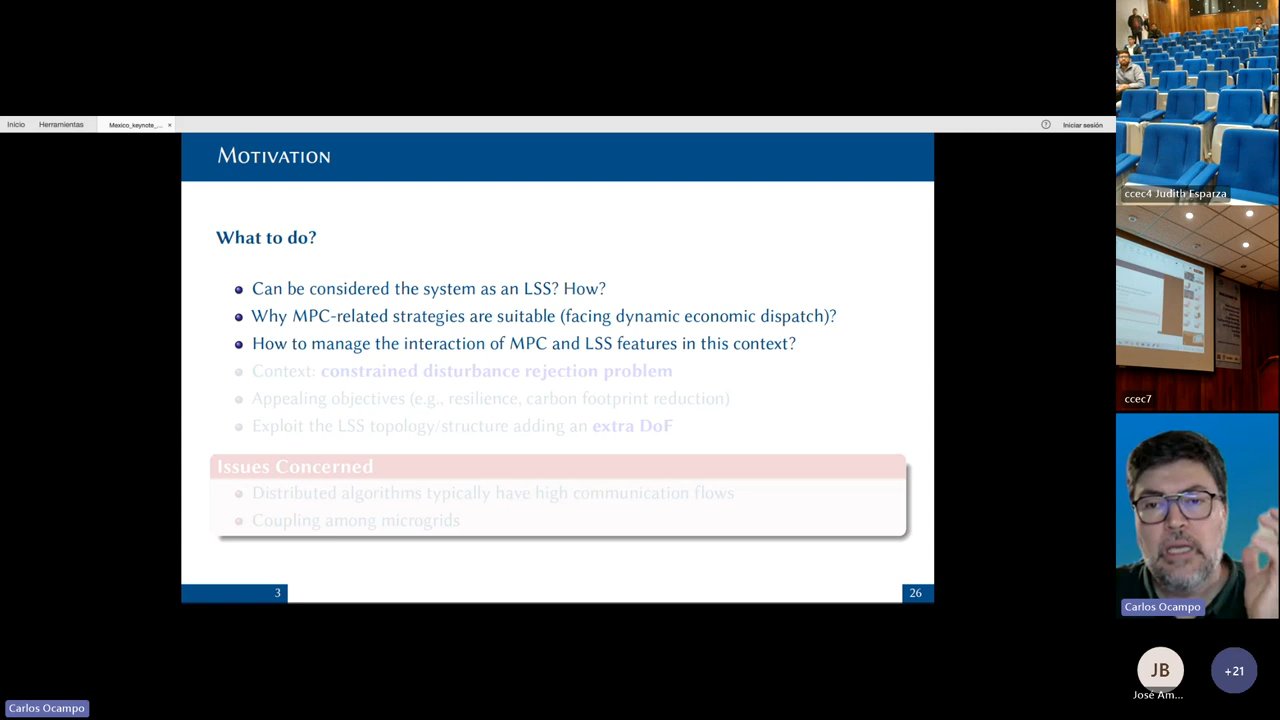 Inicio Herramientas Mexico_keynote_... × ? Iniciar sesión
MOTIVATION
What to do?
Can be considered the system as an LSS? How?
Why MPC-related strategies are suitable (facing dynamic economic dispatch)?
How to manage the interaction of MPC and LSS features in this context?
Context: constrained disturbance rejection problem
Appealing objectives (e.g., resilience, carbon footprint reduction)
Exploit the LSS topology/structure adding an extra DoF
Issues Concerned
Distributed algorithms typically have high communication flows
Coupling among microgrids
3 26
ccec4 Judith Esparza
ccec7
Carlos Ocampo
JB
José Am...
+21
Carlos Ocampo